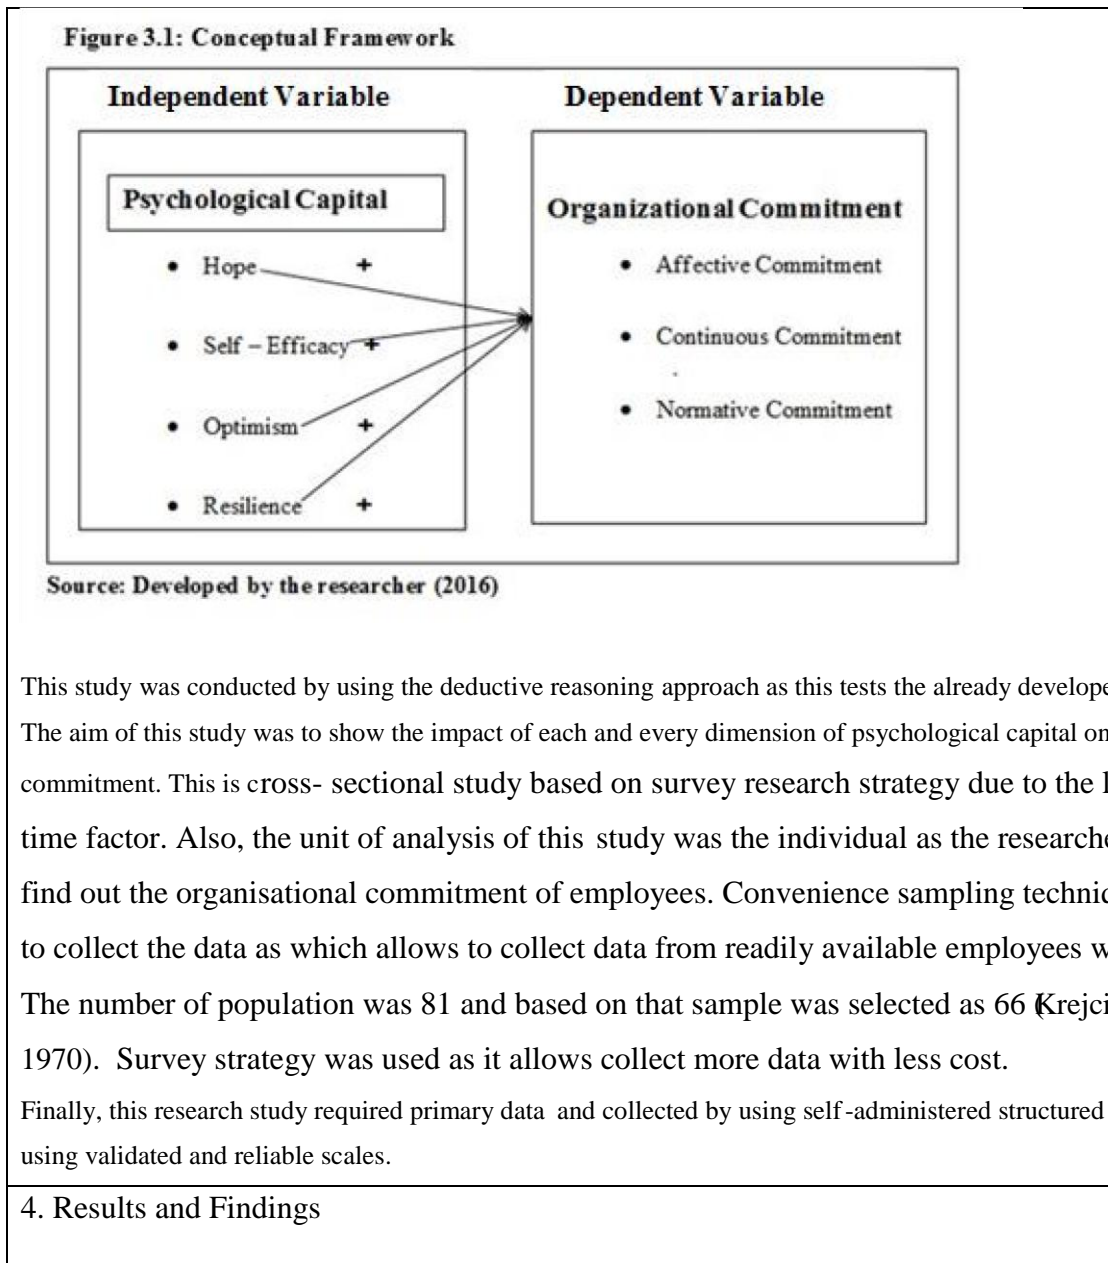 Figure 3.1: Conceptual Framework
Independent Variable
Dependent Variable
Psychological Capital
• Hope +
• Self – Efficacy +
• Optimism +
• Resilience +
Organizational Commitment
• Affective Commitment
• Continuous Commitment
• Normative Commitment
Source: Developed by the researcher (2016)
This study was conducted by using the deductive reasoning approach as this tests the already
The aim of this study was to show the impact of each and every dimension of psychological capital on
commitment. This is cross- sectional study based on survey research strategy due to the
time factor. Also, the unit of analysis of this study was the individual as the
find out the organisational commitment of employees. Convenience sampling
to collect the data as which allows to collect data from readily available employees
The number of population was 81 and based on that sample was selected as 66 (
1970). Survey strategy was used as it allows collect more data with less cost.
Finally, this research study required primary data and collected by using self-administered structured
using validated and reliable scales.
4. Results and Findings